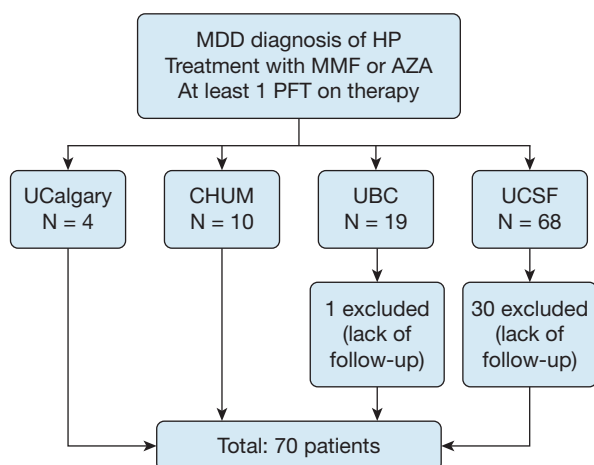 MDD diagnosis of HP
Treatment with MMF or AZA
At least 1 PFT on therapy
UCalgary
N = 4
CHUM
N = 10
UBC
N = 19
UCSF
N = 68
1 excluded
(lack of
follow-up)
30 excluded
(lack of
follow-up)
Total: 70 patients